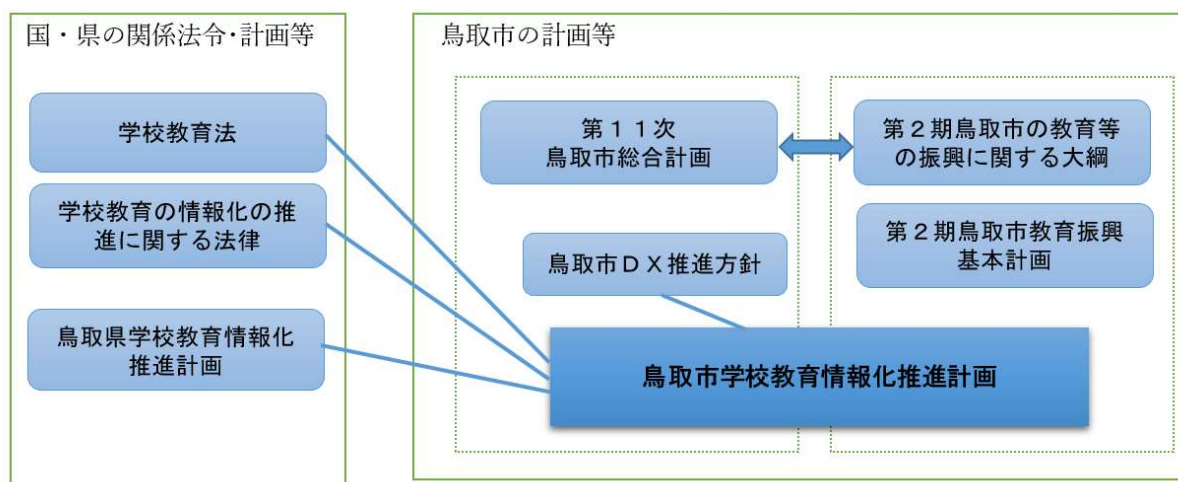 国・県の関係法令・計画等
学校教育法
学校教育の情報化の推
進に関する法律
鳥取県学校教育情報化
推進計画
鳥取市の計画等
第１１次
鳥取市総合計画
第２期鳥取市の教育等
の振興に関する大綱
鳥取市ＤＸ推進方針
第２期鳥取市教育振興
基本計画
鳥取市学校教育情報化推進計画